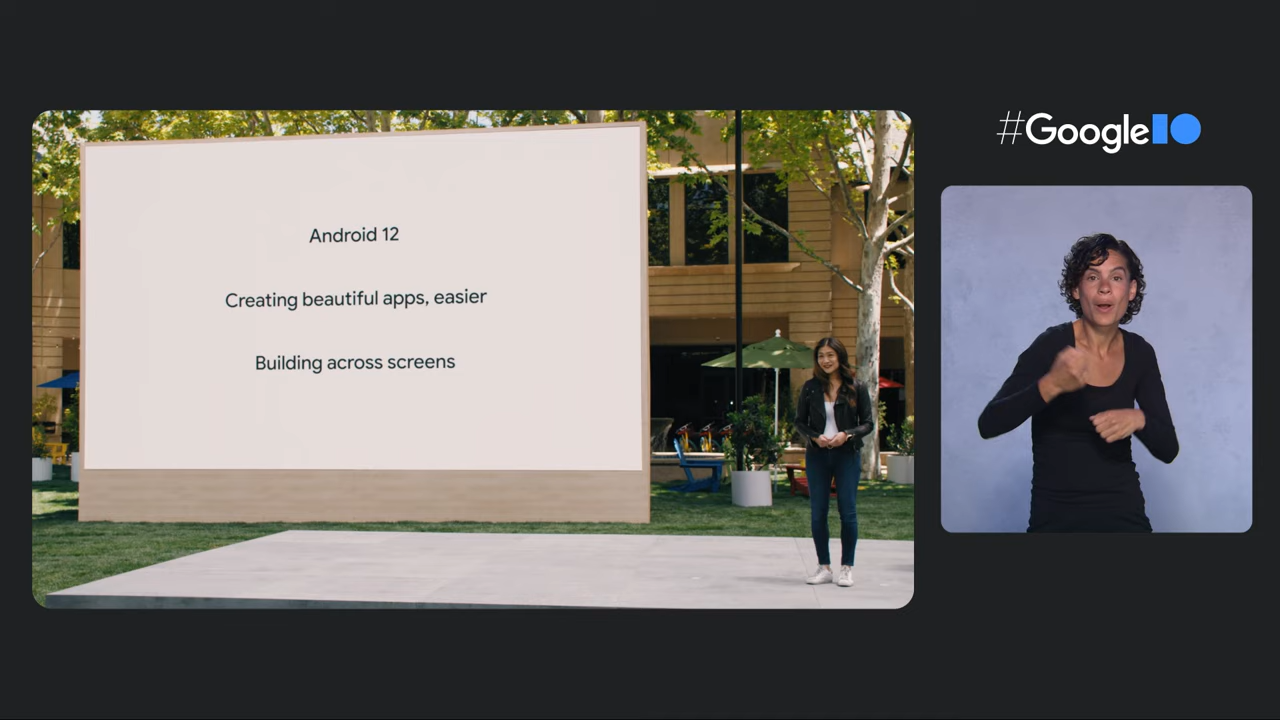 Android 12
Creating beautiful apps, easier
Building across screens
#GoogleIO